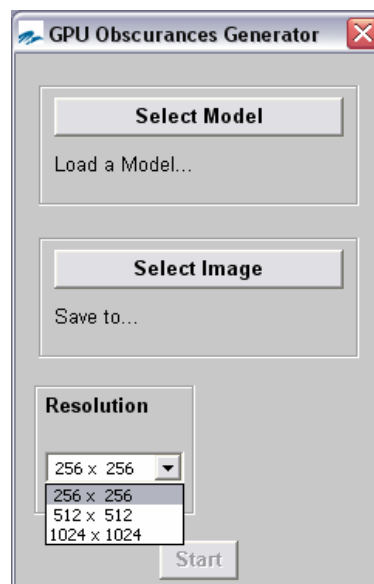 GPU Obscurances Generator
Select Model
Load a Model...
Select Image
Save to...
Resolution
256 x 256
256 x 256
512 x 512
1024 x 1024
Start